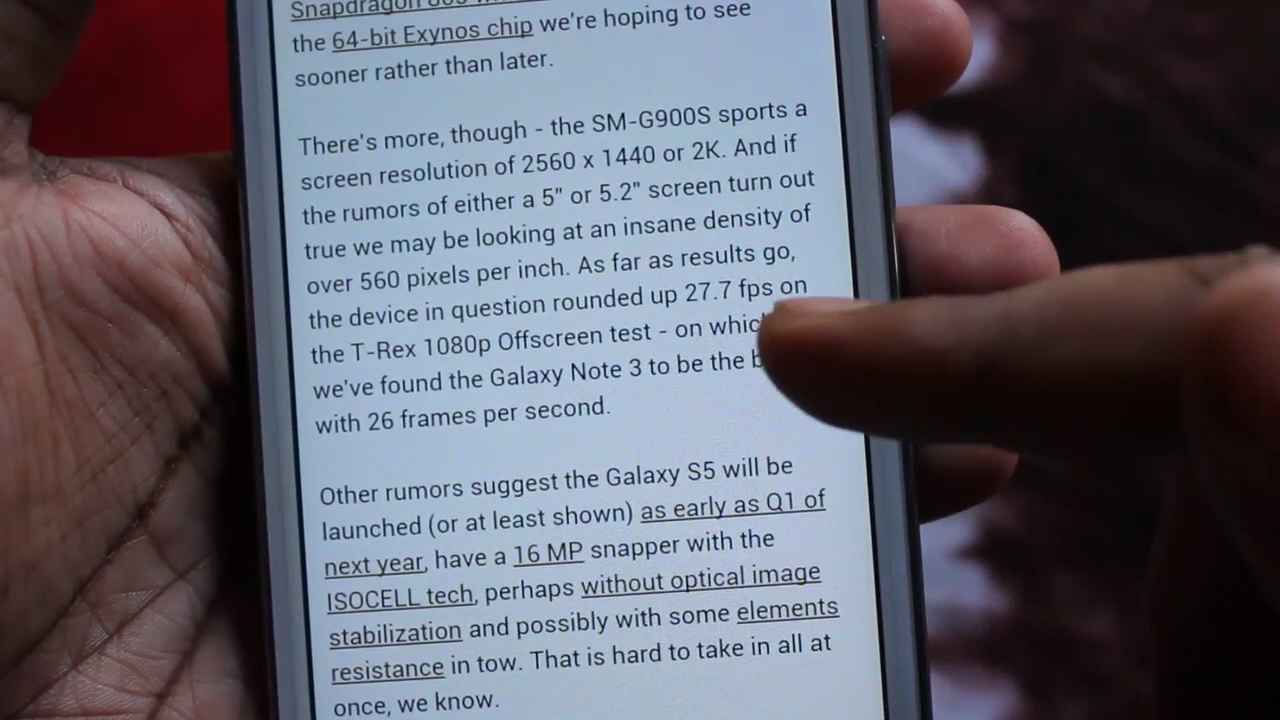 Snapdragon
the 64-bit Exynos chip we're hoping to see
sooner rather than later.
There's more, though - the SM-G900S sports a
screen resolution of 2560 x 1440 or 2K. And if
the rumors of either a 5" or 5.2" screen turn out
true we may be looking at an insane density of
over 560 pixels per inch. As far as results go,
the device in question rounded up 27.7 fps on
the T-Rex 1080p Offscreen test - on
we've found the Galaxy Note 3 to be the
with 26 frames per second.
Other rumors suggest the Galaxy S5 will be
launched (or at least shown) as early as Q1 of
next year, have a 16 MP snapper with the
ISOCELL tech, perhaps without optical image
stabilization and possibly with some elements
resistance in tow. That is hard to take in all at
once, we know.